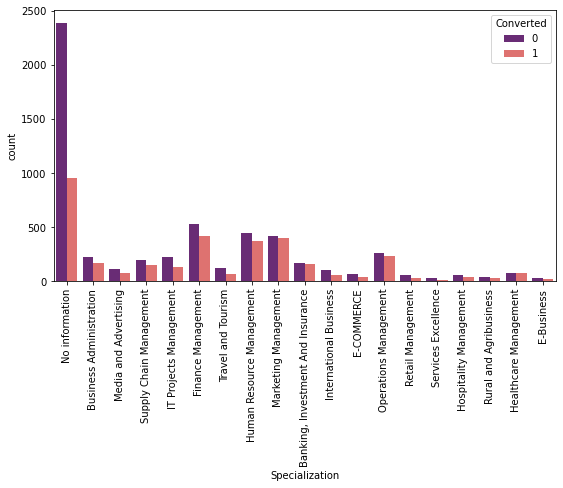 Converted
0
1
2500
2000
1500
1000
500
0
count
No information
Business Administration
Media and Advertising
Supply Chain Management
IT Projects Management
Finance Management
Travel and Tourism
Human Resource Management
Marketing Management
Banking, Investment And Insurance
International Business
E-COMMERCE
Operations Management
Retail Management
Services Excellence
Hospitality Management
Rural and Agribusiness
Healthcare Management
E-Business
Specialization